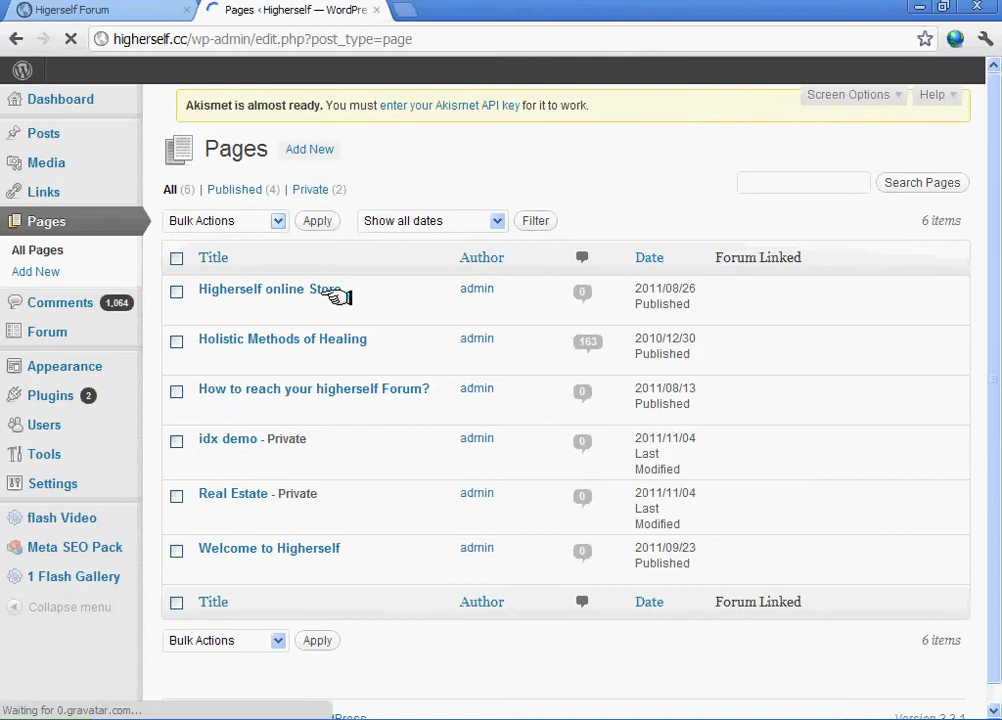 Higerself Forum
Pages ‹ Higherself — WordPre
higherself.cc/wp-admin/edit.php?post_type=page
Dashboard
Posts
Media
Links
Pages
All Pages
Add New
Comments 1,064
Forum
Appearance
Plugins 2
Users
Tools
Settings
flash Video
Meta SEO Pack
1 Flash Gallery
Collapse menu
Akismet is almost ready. You must enter your Akismet API key for it to work.
Screen Options
Help
Pages Add New
All (6) | Published (4) | Private (2)
Search Pages
Bulk Actions Apply Show all dates Filter 6 items
Title Author Date Forum Linked
Higherself online Store admin 0 2011/08/26
Published
Holistic Methods of Healing admin 163 2010/12/30
Published
How to reach your higherself Forum? admin 0 2011/08/13
Published
idx demo - Private admin 0 2011/11/04
Last
Modified
Real Estate - Private admin 0 2011/11/04
Last
Modified
Welcome to Higherself admin 0 2011/09/23
Published
Title Author Date Forum Linked
Bulk Actions Apply 6 items
Waiting for 0.gravatar.com...
Press.
Version 3.3.1